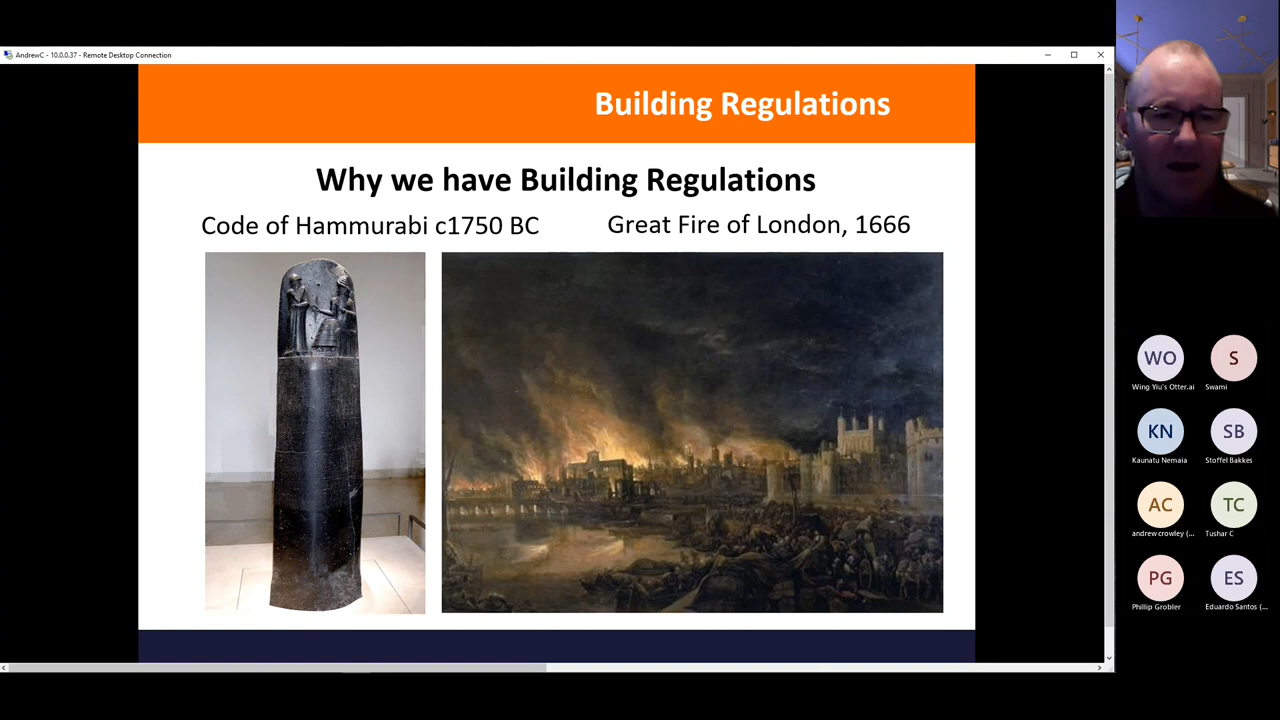 AndrewC - 10.0.0.37 - Remote Desktop Connection
Building Regulations
Why we have Building Regulations
Code of Hammurabi c1750 BC
Great Fire of London, 1666
WO
S
Wing Yiu's Otter.ai
Swami
KN
SB
Kaunatu Nemaia
Stoffel Bakkes
AC
TC
andrew crowley (...
Tushar C
PG
ES
Phillip Grobler
Eduardo Santos (...